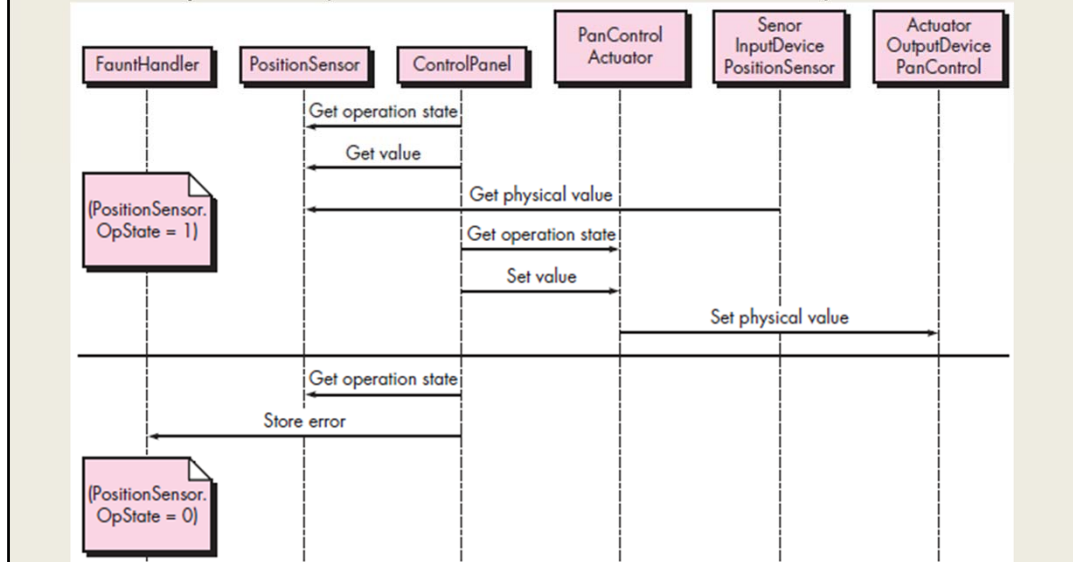 FauntHandler
PositionSensor
ControlPanel
PanControl
Actuator
Senor
InputDevice
PositionSensor
Actuator
OutputDevice
PanControl
Get operation state
Get value
(PositionSensor.
OpState = 1)
Get physical value
Get operation state
Set value
Set physical value
Get operation state
Store error
(PositionSensor.
OpState = 0)